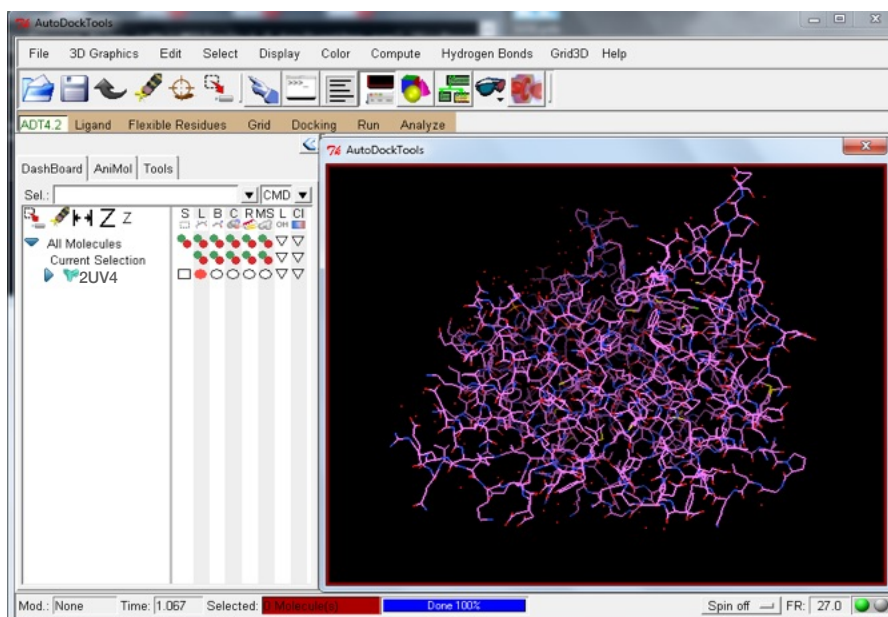 AutoDockTools
File 3D Graphics Edit Select Display Color Compute Hydrogen Bonds Grid3D Help
ADT4.2 Ligand Flexible Residues Grid Docking Run Analyze
AutoDockTools
DashBoard AniMol Tools
Sel.: CMD
Z Z S L B C R MS L Cl
All Molecules
Current Selection
2UV4
Mod.: None Time: 1.067 Selected: 0 Molecule(s) Done 100% Spin off FR: 27.0